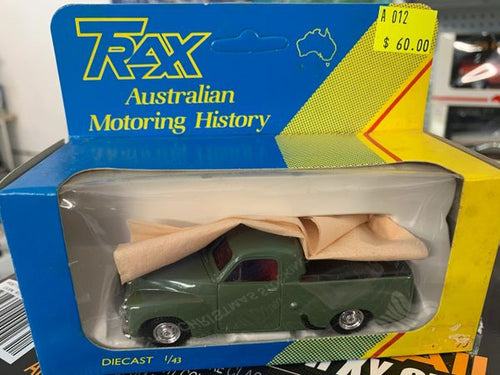 A 012
$ 60.00
TRAX
Australian
Motoring History
DIECAST 1/43